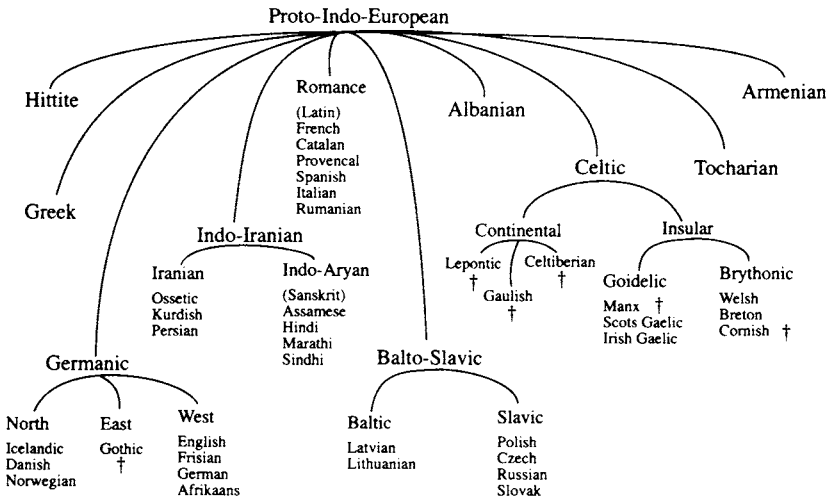 Proto-Indo-European
Hittite
Greek
Romance
(Latin)
French
Catalan
Provencal
Spanish
Italian
Rumanian
Albanian
Armenian
Tocharian
Celtic
Continental
Lepontic
†
Gaulish
†
Celtiberian
†
Insular
Goidelic
Manx †
Scots Gaelic
Irish Gaelic
Brythonic
Welsh
Breton
Cornish †
Indo-Iranian
Iranian
Ossetic
Kurdish
Persian
Indo-Aryan
(Sanskrit)
Assamese
Hindi
Marathi
Sindhi
Germanic
North
Icelandic
Danish
Norwegian
East
Gothic
†
West
English
Frisian
German
Afrikaans
Balto-Slavic
Baltic
Latvian
Lithuanian
Slavic
Polish
Czech
Russian
Slovak